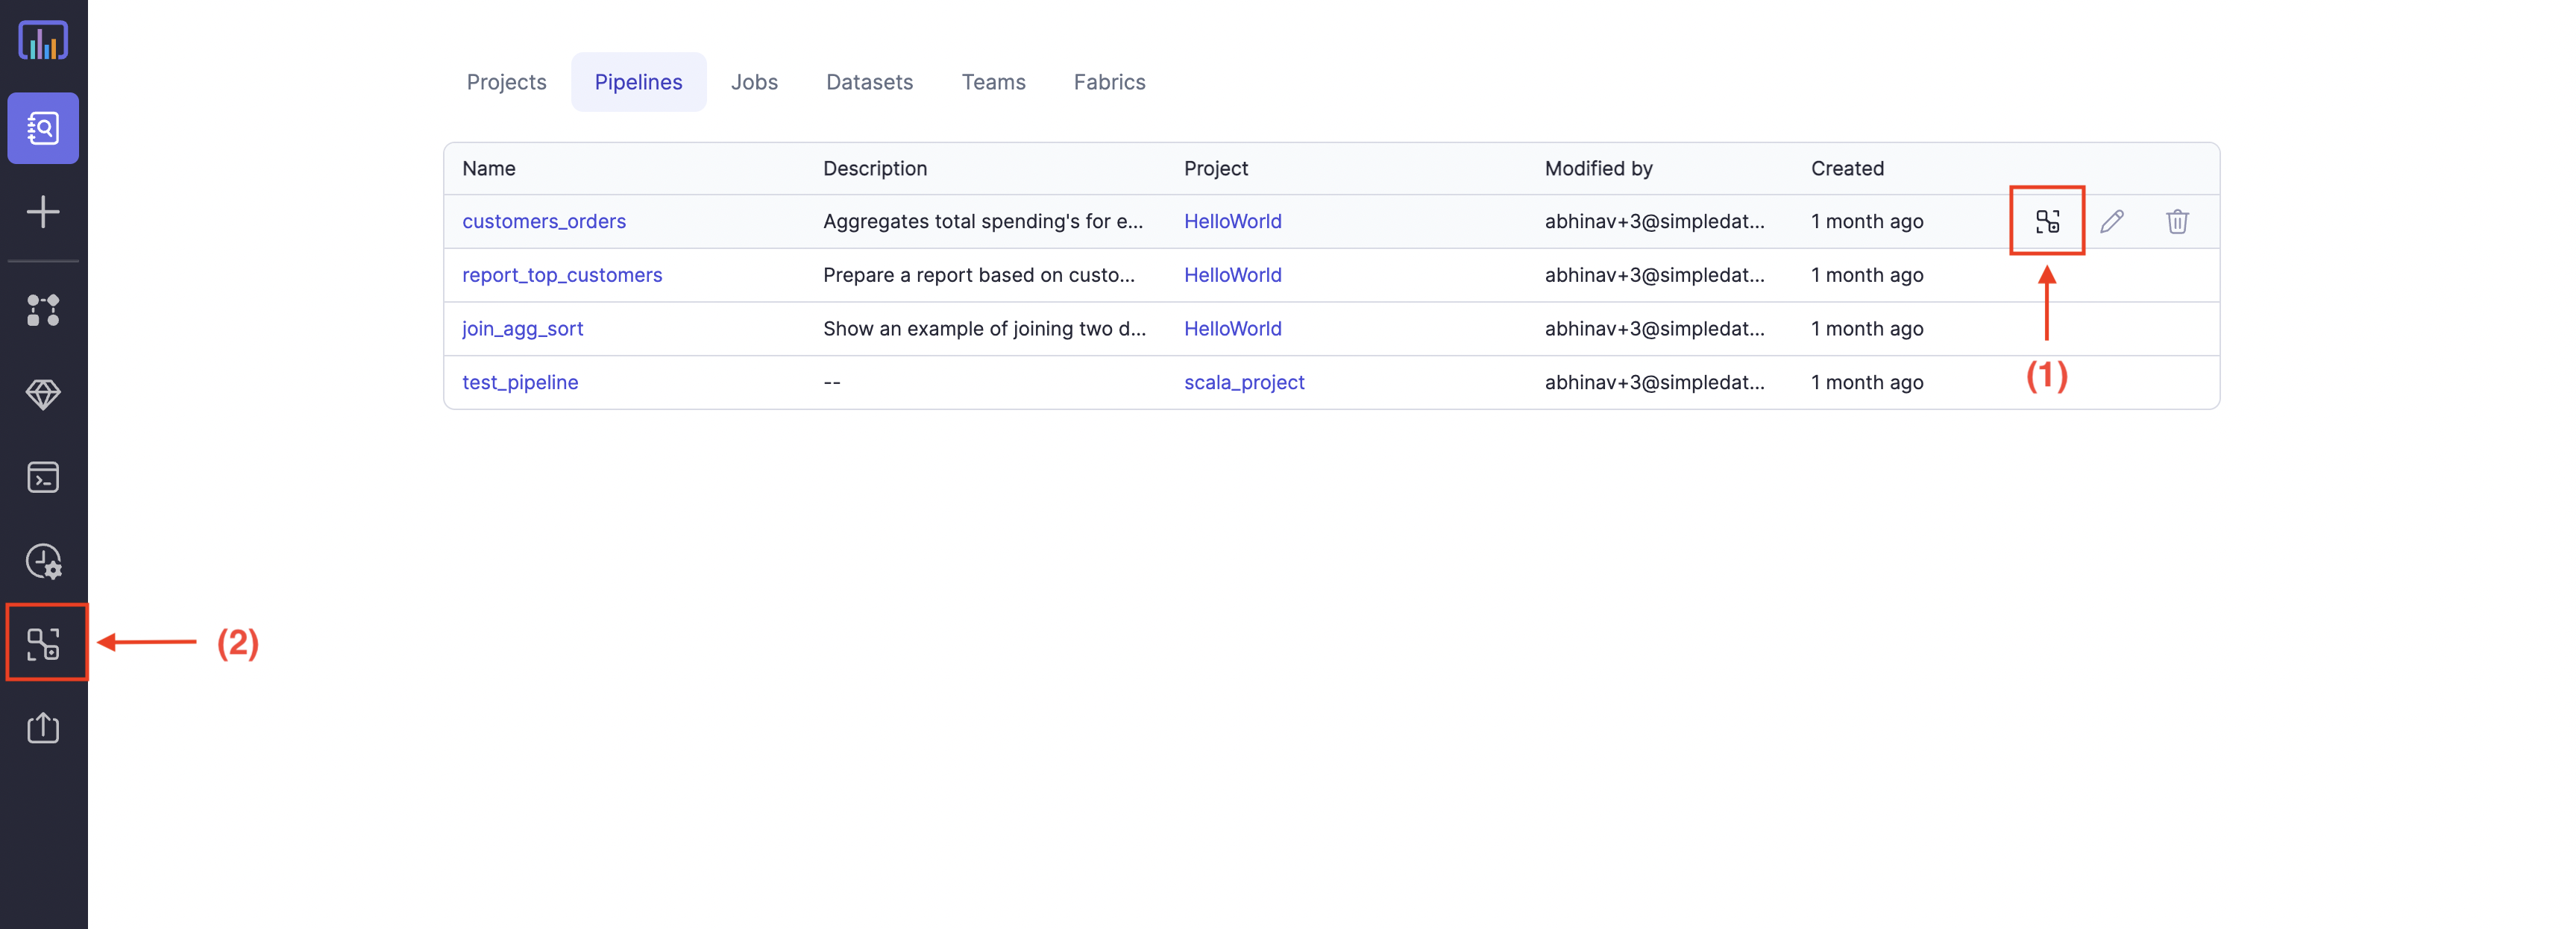 Projects Pipelines Jobs Datasets Teams Fabrics
Name Description Project Modified by Created
customers_orders Aggregates total spending's for e... HelloWorld abhinav+3@simpledat... 1 month ago
report_top_customers Prepare a report based on custo... HelloWorld abhinav+3@simpledat... 1 month ago
join_agg_sort Show an example of joining two d... HelloWorld abhinav+3@simpledat... 1 month ago
test_pipeline -- scala_project abhinav+3@simpledat... 1 month ago
(1)
(2)